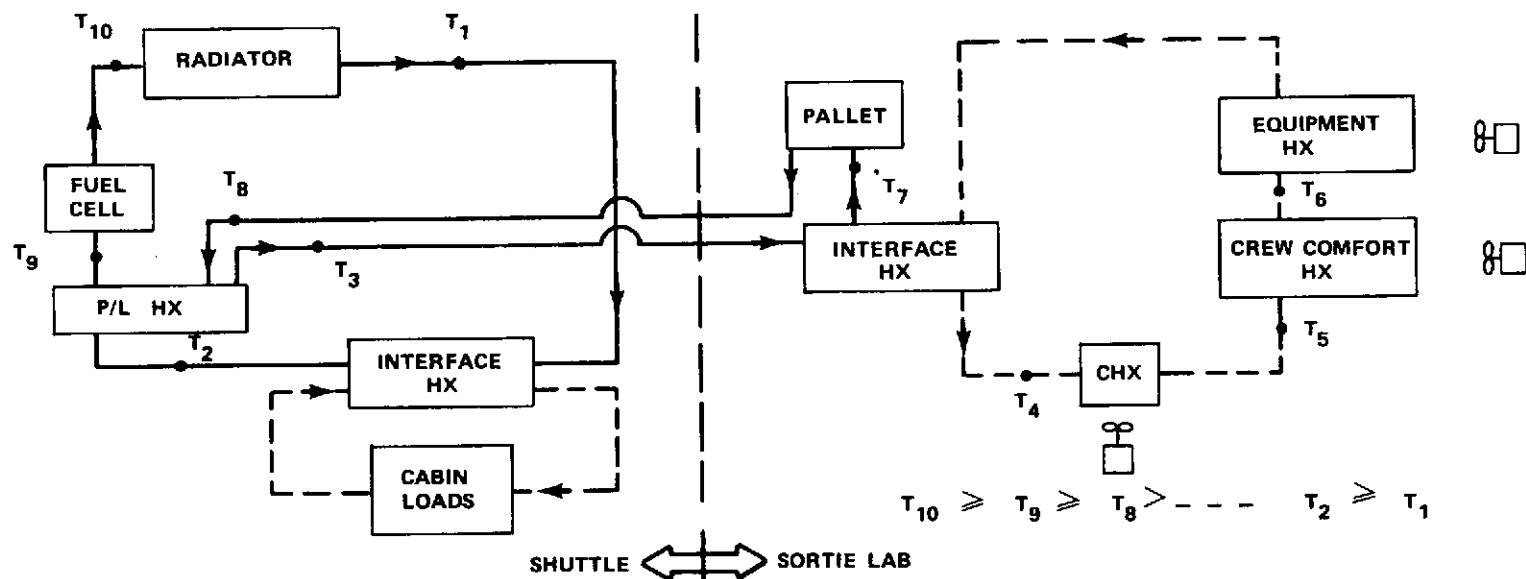 T10
T1
RADIATOR
PALLET
EQUIPMENT
HX
FUEL
CELL
T8
T7
T6
T9
T3
INTERFACE
HX
CREW COMFORT
HX
P/L HX
T2
INTERFACE
HX
T5
CHX
T4
CABIN
LOADS
T10 ⩾ T9 ⩾ T8 > - - - T2 ⩾ T1
SHUTTLE SORTIE LAB